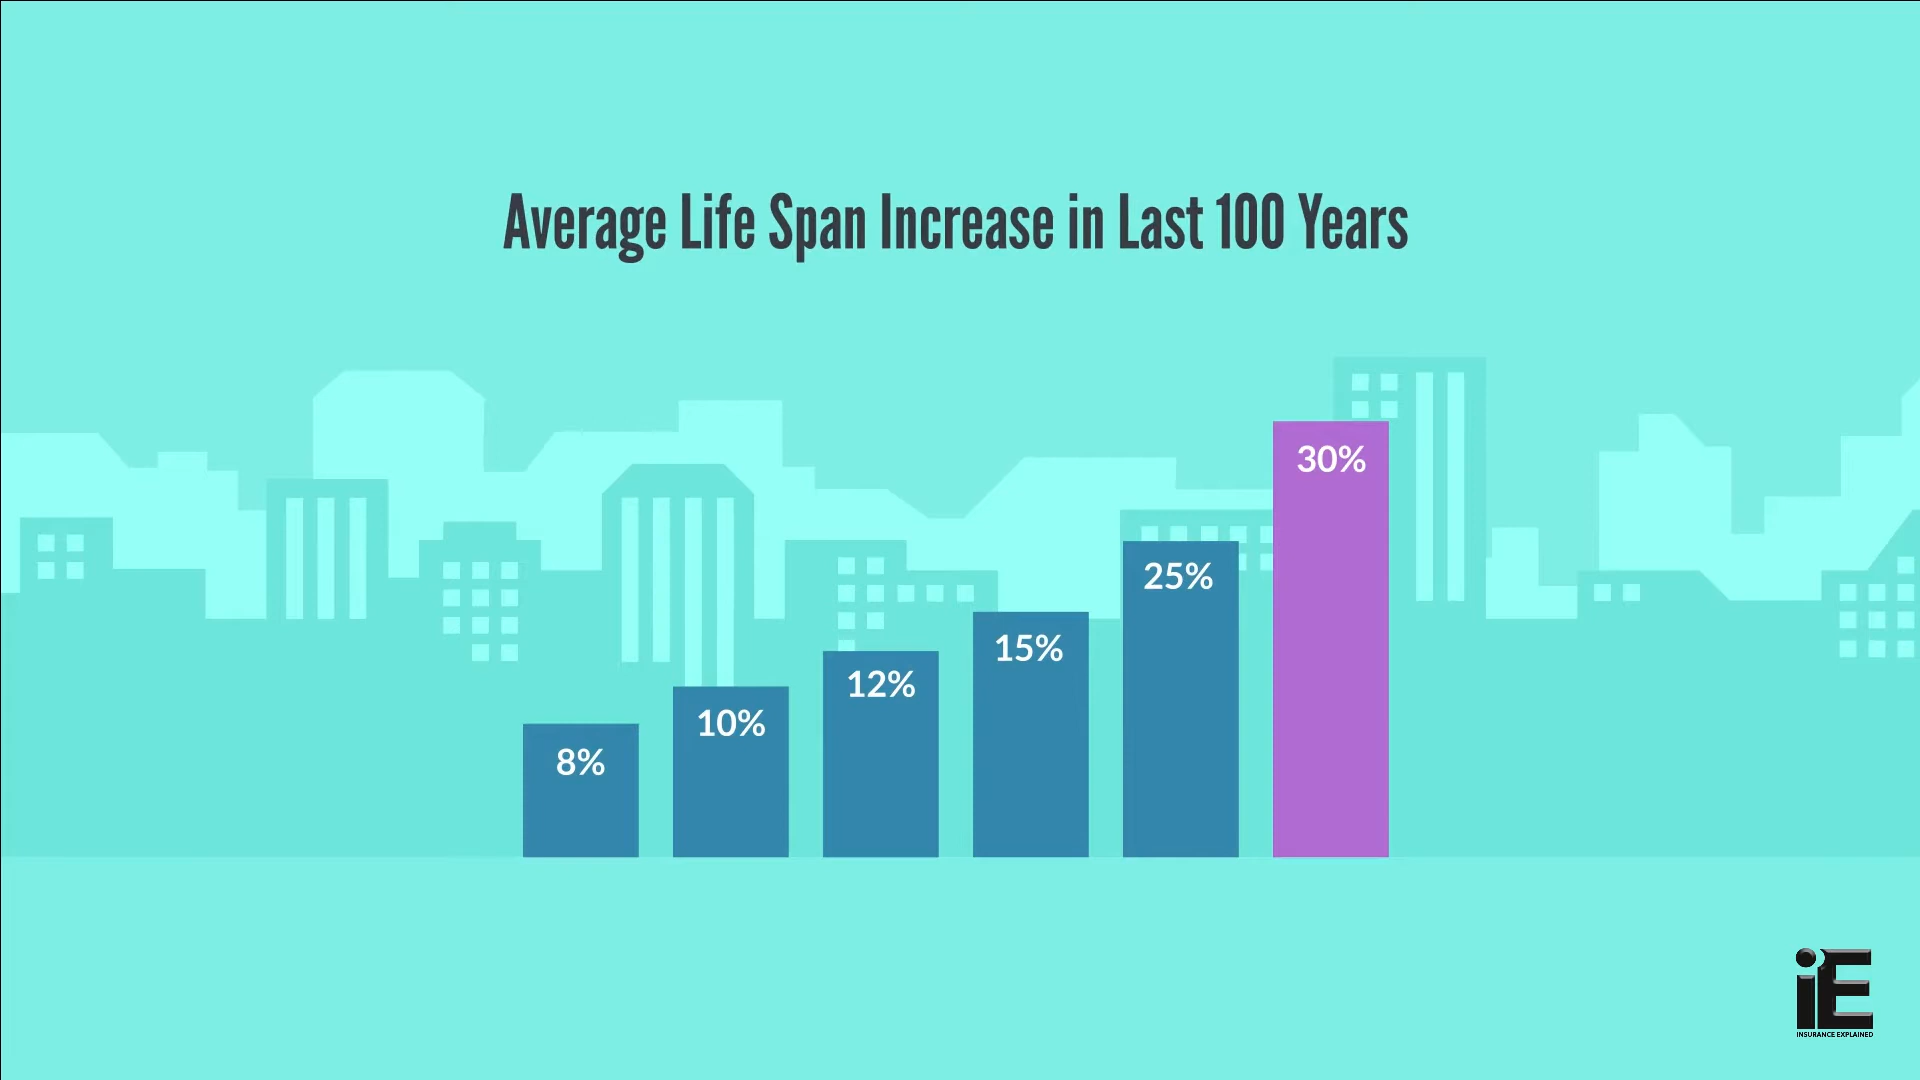 Average Life Span Increase in Last 100 Years
8%
10%
12%
15%
25%
30%
iE
INSURANCE EXPLAINED